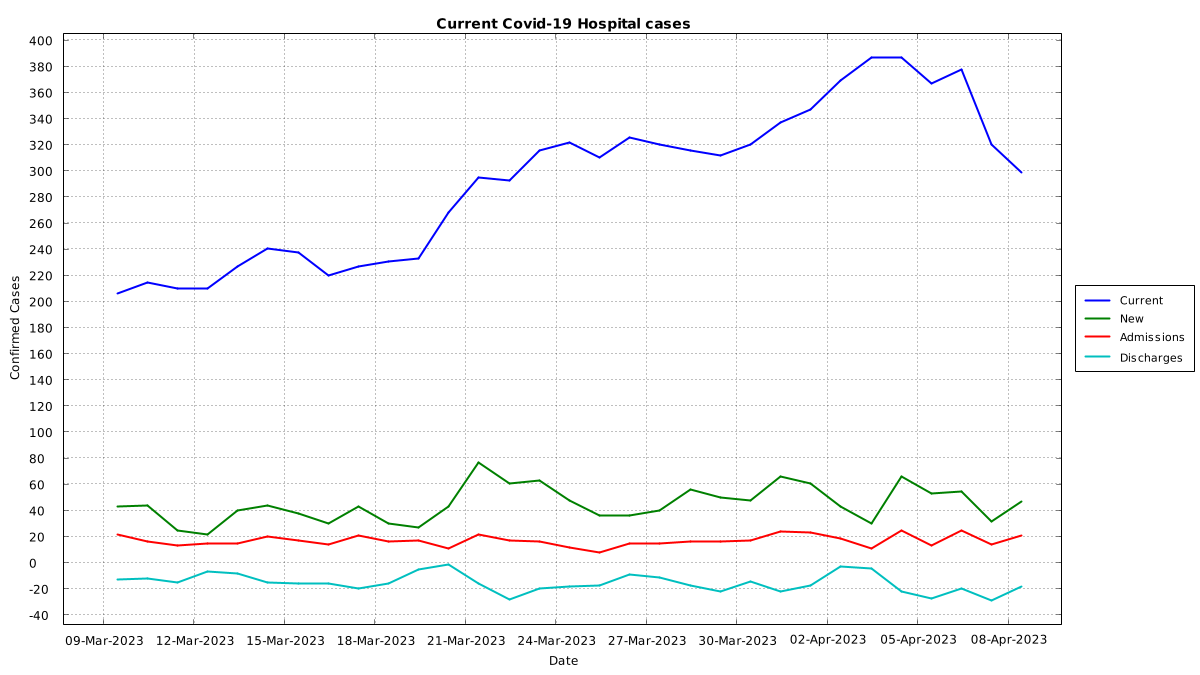 Current Covid-19 Hospital cases
400
380
360
340
320
300
280
260
240
220
200
180
160
140
120
100
80
60
40
20
0
-20
-40
Confirmed Cases
09-Mar-2023 12-Mar-2023 15-Mar-2023 18-Mar-2023 21-Mar-2023 24-Mar-2023 27-Mar-2023 30-Mar-2023 02-Apr-2023 05-Apr-2023 08-Apr-2023
Date
Current
New
Admissions
Discharges